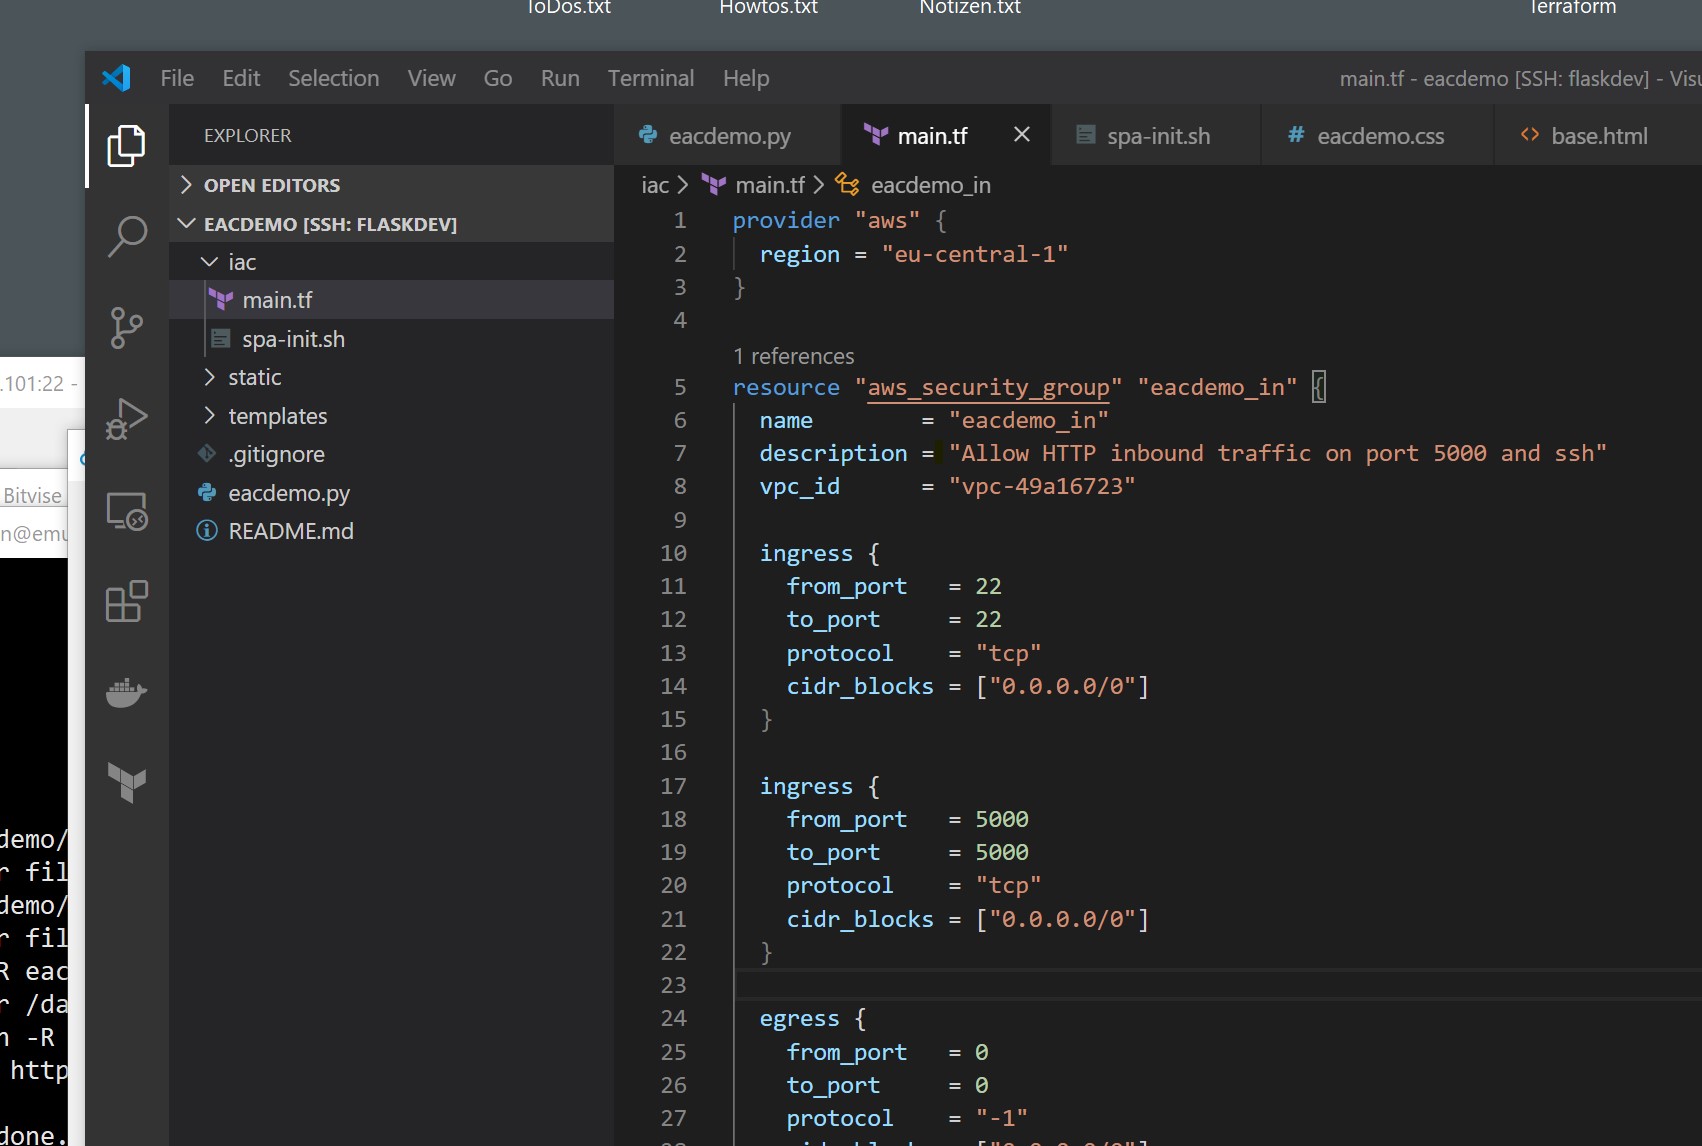 ToDos.txt
Howtos.txt
Notizen.txt
Terraform
File Edit Selection View Go Run Terminal Help
main.tf - eacdemo [SSH: flaskdev] -
EXPLORER
OPEN EDITORS
EACDEMO [SSH: FLASKDEV]
iac
main.tf
spa-init.sh
static
templates
.gitignore
eacdemo.py
README.md
eacdemo.py
main.tf
spa-init.sh
# eacdemo.css
<> base.html
iac > main.tf > eacdemo_in
1 provider "aws" {
2 region = "eu-central-1"
3 }
4
1 references
5 resource "aws_security_group" "eacdemo_in" {
6 name = "eacdemo_in"
7 description = "Allow HTTP inbound traffic on port 5000 and ssh"
8 vpc_id = "vpc-49a16723"
9
10 ingress {
11 from_port = 22
12 to_port = 22
13 protocol = "tcp"
14 cidr_blocks = ["0.0.0.0/0"]
15 }
16
17 ingress {
18 from_port = 5000
19 to_port = 5000
20 protocol = "tcp"
21 cidr_blocks = ["0.0.0.0/0"]
22 }
23
24 egress {
25 from_port = 0
26 to_port = 0
27 protocol = "-1"
.101:22 -
Bitvise
n@emu
demo/
r fil
demo/
r fil
R eac
r /da
n -R
http
done.